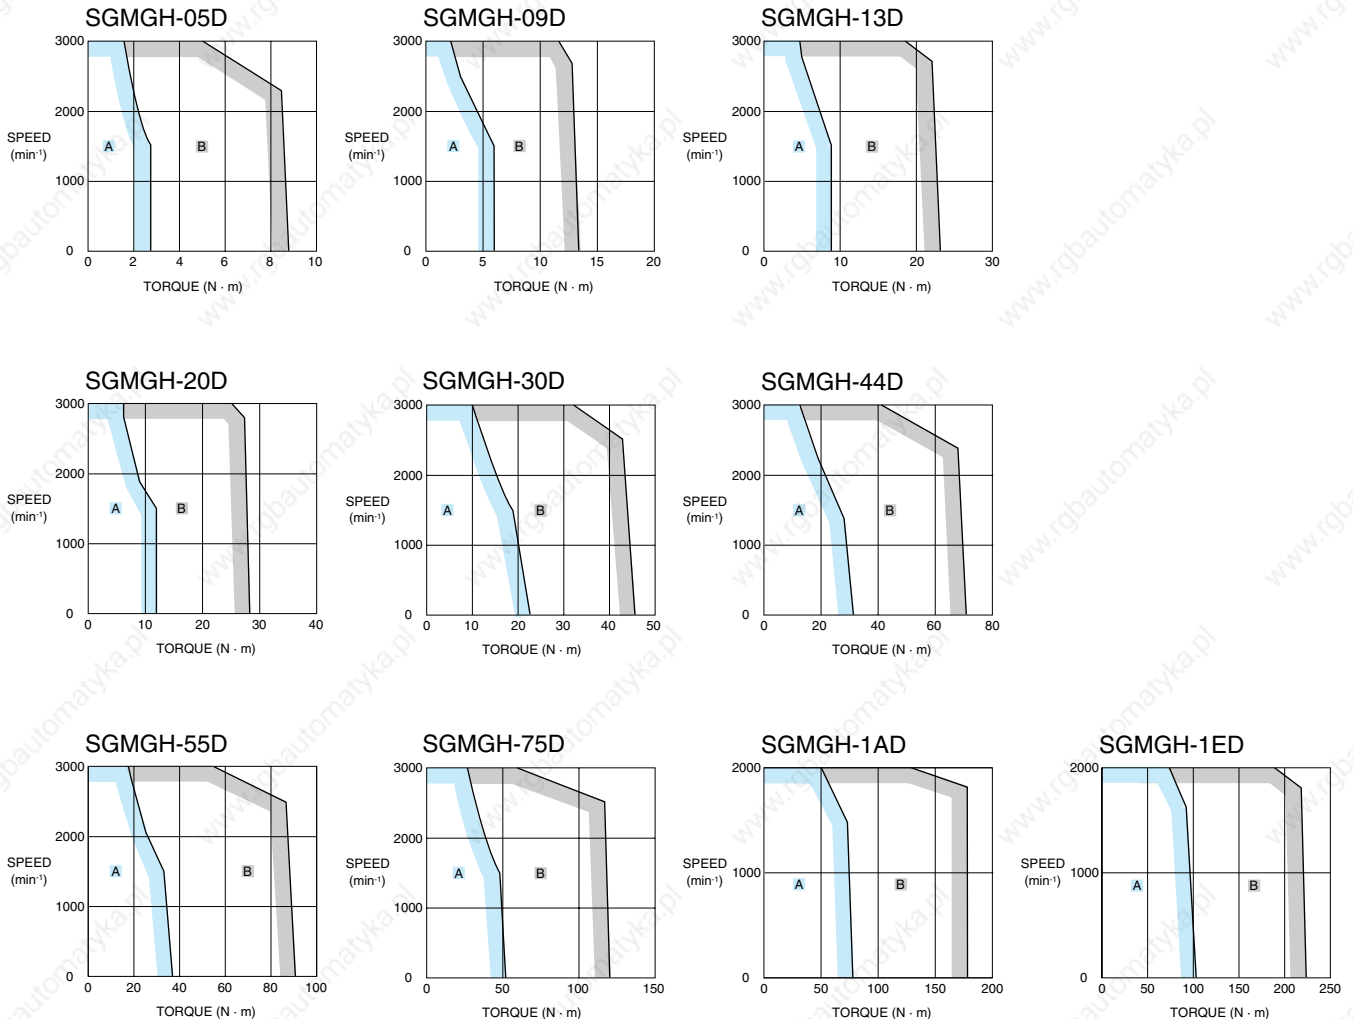 SGMGH-05D
SGMGH-09D
SGMGH-13D
3000
2000
1000
0
SPEED
(min-1)
A
B
0 2 4 6 8 10
TORQUE (N · m)
3000
2000
1000
0
SPEED
(min-1)
A
B
0 5 10 15 20
TORQUE (N · m)
3000
2000
1000
0
SPEED
(min-1)
A
B
0 10 20 30
TORQUE (N · m)
SGMGH-20D
SGMGH-30D
SGMGH-44D
3000
2000
1000
0
SPEED
(min-1)
A
B
0 10 20 30 40
TORQUE (N · m)
3000
2000
1000
0
SPEED
(min-1)
A
B
0 10 20 30 40 50
TORQUE (N · m)
3000
2000
1000
0
SPEED
(min-1)
A
B
0 20 40 60 80
TORQUE (N · m)
SGMGH-55D
SGMGH-75D
SGMGH-1AD
SGMGH-1ED
3000
2000
1000
0
SPEED
(min-1)
A
B
0 20 40 60 80 100
TORQUE (N · m)
3000
2000
1000
0
SPEED
(min-1)
A
B
0 50 100 150
TORQUE (N · m)
2000
1000
0
SPEED
(min-1)
A
B
0 50 100 150 200
TORQUE (N · m)
2000
1000
0
SPEED
(min-1)
A
B
0 50 100 150 200 250
TORQUE (N · m)
www.rgbautomatyka.pl